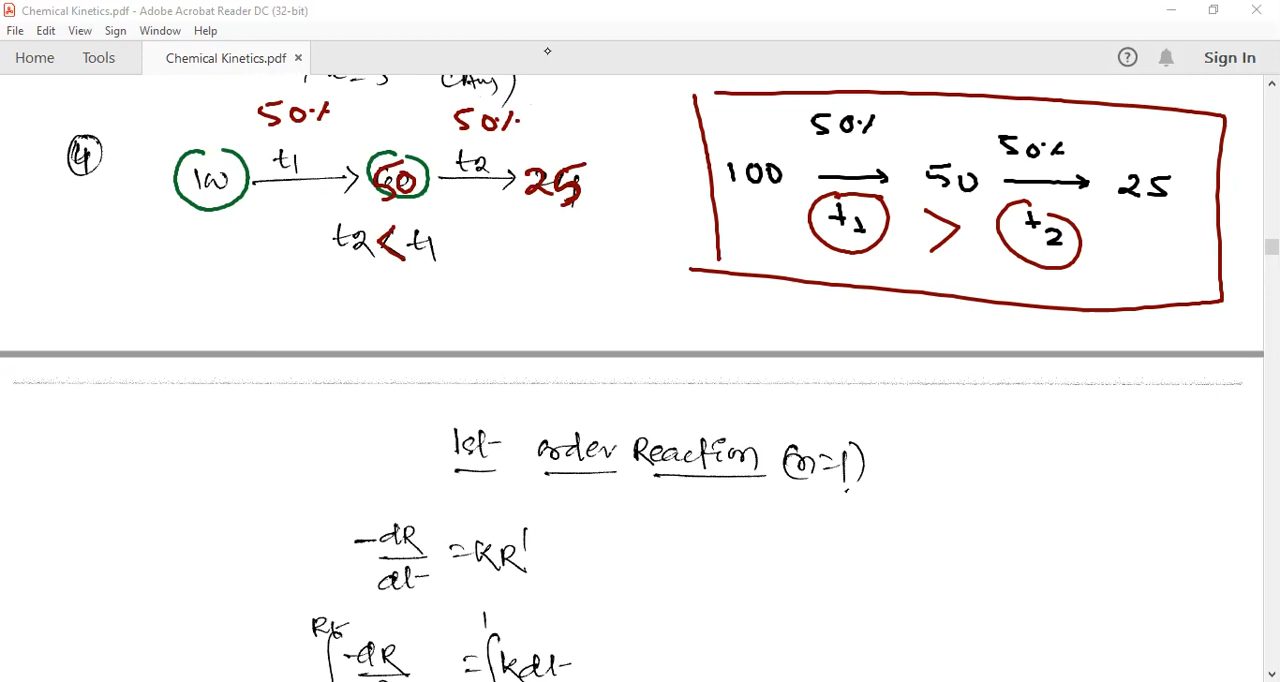 Chemical Kinetics.pdf - Adobe Acrobat Reader DC (32-bit)
File Edit View Sign Window Help
Home Tools Chemical Kinetics.pdf × Sign In
(Ans)
50% 50%
④ 100 t1 50 t2 25
t2 < t1
50% 50%
100 → 50 → 25
t1 > t2
1st order Reaction (n=1)
-dR/dt = KR¹
-dR = ∫kdt